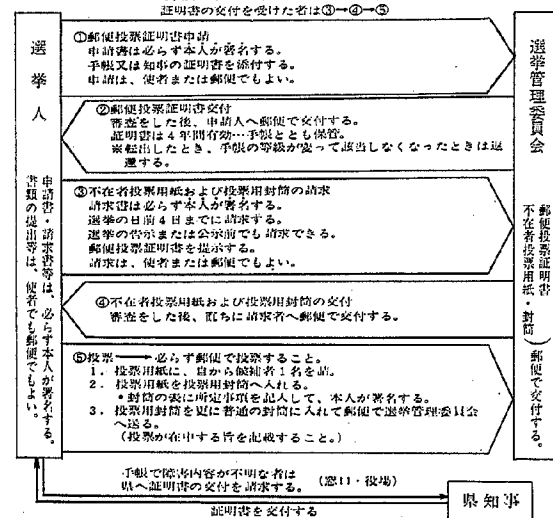 証明書の交付を受けた者は③→④→⑤
選挙人
申請書・請求書等は、必らず本人が署名する。
書類の提出等は、使者でも郵便でもよい。
①郵便投票証明書申請
申請書は必らず本人が署名する。
手帳又は知事の証明書を添付する。
申請は、使者または郵便でもよい。
②郵便投票証明書交付
審査をした後、申請人へ郵便で交付する。
証明書は4年間有効…手帳ととも保管。
※転出したとき、手帳の等級が変って該当しなくなったときは返
還する。
③不在者投票用紙および投票用封筒の請求
請求書は必らず本人が署名する。
選挙の日前4日までに請求する。
選挙の告示または公示前でも請求できる。
郵便投票証明書を提示する。
請求は、使者または郵便でもよい。
④不在者投票用紙および投票用封筒の交付
審査をした後、直ちに請求者へ郵便で交付する。
⑤投票→必らず郵便で投票すること。
1. 投票用紙に、自から候補者1名を
2. 投票用紙を投票用封筒へ入れる。
・封筒の表に所定事項を記入して、本人が署名する。
3. 投票用封筒を更に普通の封筒に入れて郵便で選挙管理委員会
へ送る。
(投票が在中する旨を記載すること。)
選挙管理委員会
郵便投票証明書
不在者投票用紙・封筒)郵便で交付する。
手帳で障害内容が不明な者は
県へ証明書の交付を請求する。(窓口・役場)
証明書を交付する
県知事